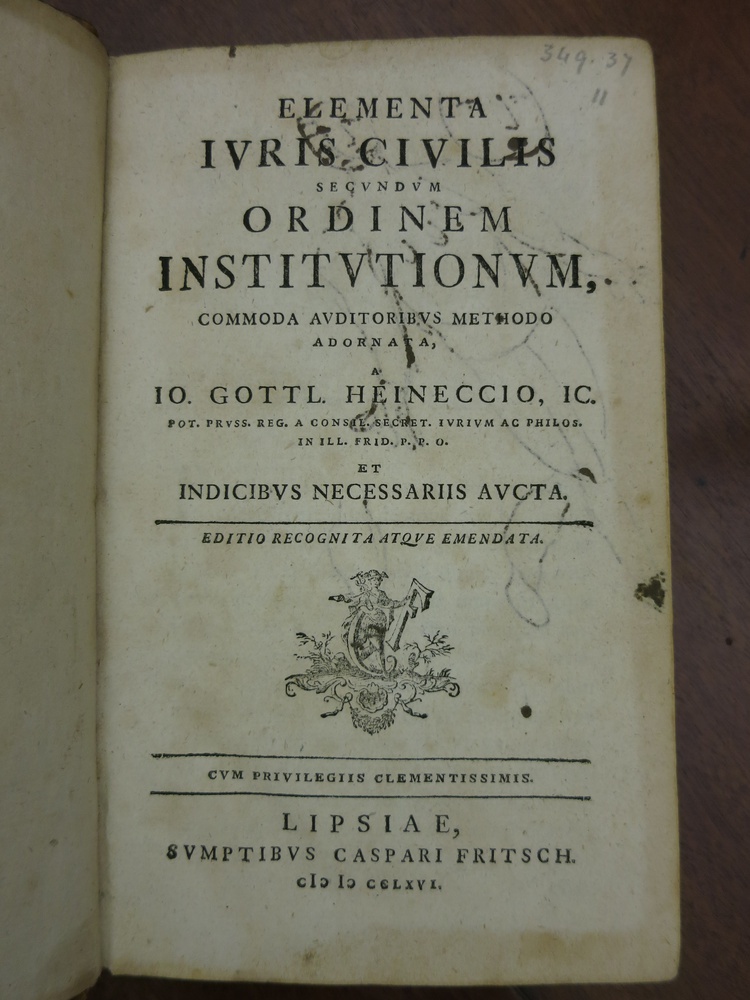 349.37
11
ELEMENTA
IVRIS CIVILIS
SECVNDVM
ORDINEM
INSTITVTIONVM,
COMMODA AVDITORIBVS METHODO
ADORNATA,
A
IO. GOTTL. HEINECCIO, IC.
POT. PRVSS. REG. A CONSIL. SECRET. IVRIVM AC PHILOS.
IN ILL. FRID. P. P. O.
ET
INDICIBVS NECESSARIIS AVCTA.
EDITIO RECOGNITA ATQVE EMENDATA.
CVM PRIVILEGIIS CLEMENTISSIMIS.
LIPSIAE,
SVMPTIBVS CASPARI FRITSCH.
cIↄ Iↄ CCLXVI.